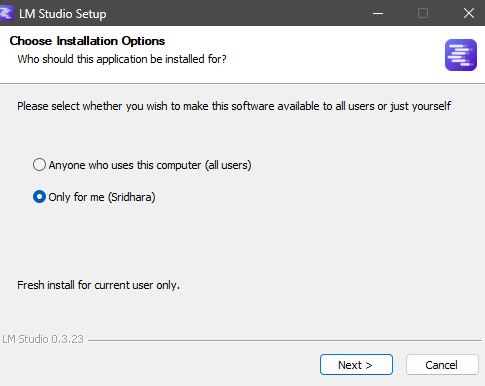 LM Studio Setup
Choose Installation Options
Who should this application be installed for?
Please select whether you wish to make this software available to all users or just yourself
Anyone who uses this computer (all users)
Only for me (Sridhara)
Fresh install for current user only.
LM Studio 0.3.23
Next >
Cancel